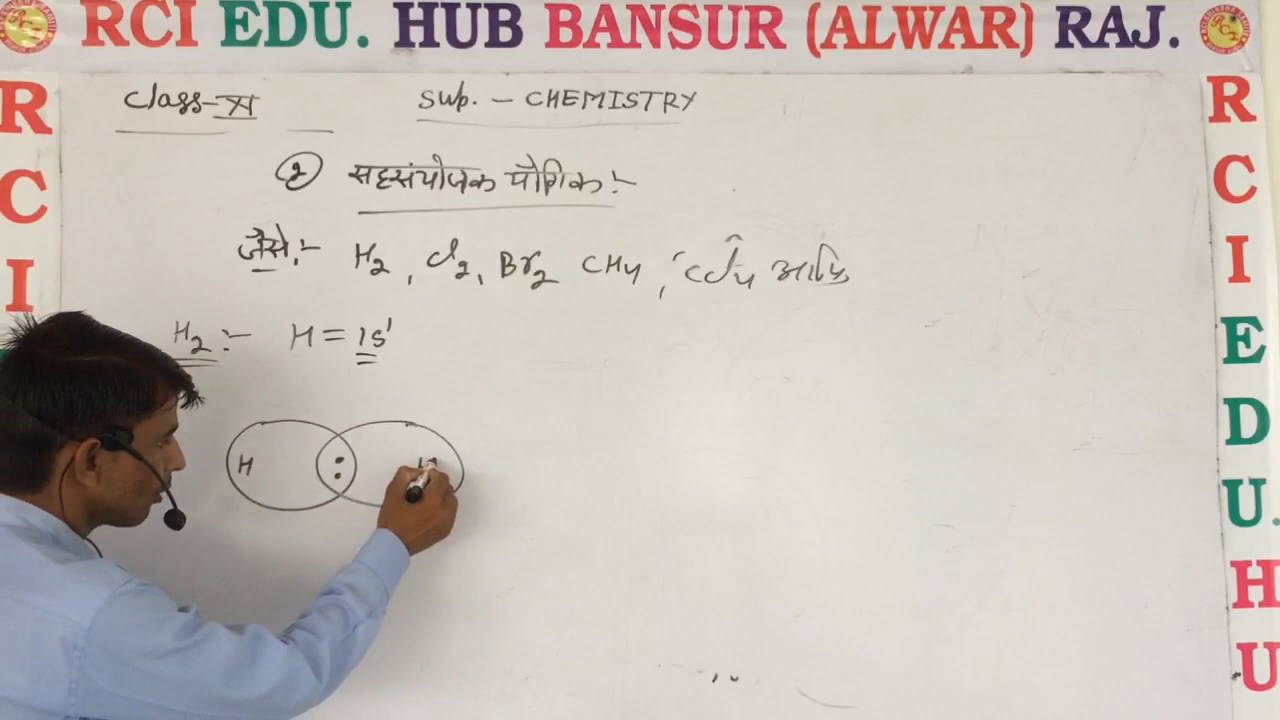 RCI EDU. HUB BANSUR (ALWAR) RAJ.
Class-XI Sub. - CHEMISTRY
② सहसंयोजक यौगिक :-
जैसे :- H₂, Cl₂, Br₂ CH₄, CCl₄ आदि
H₂ :- H = 1S¹
H : H
R
C
I
R
C
I
E
D
U.
H
U